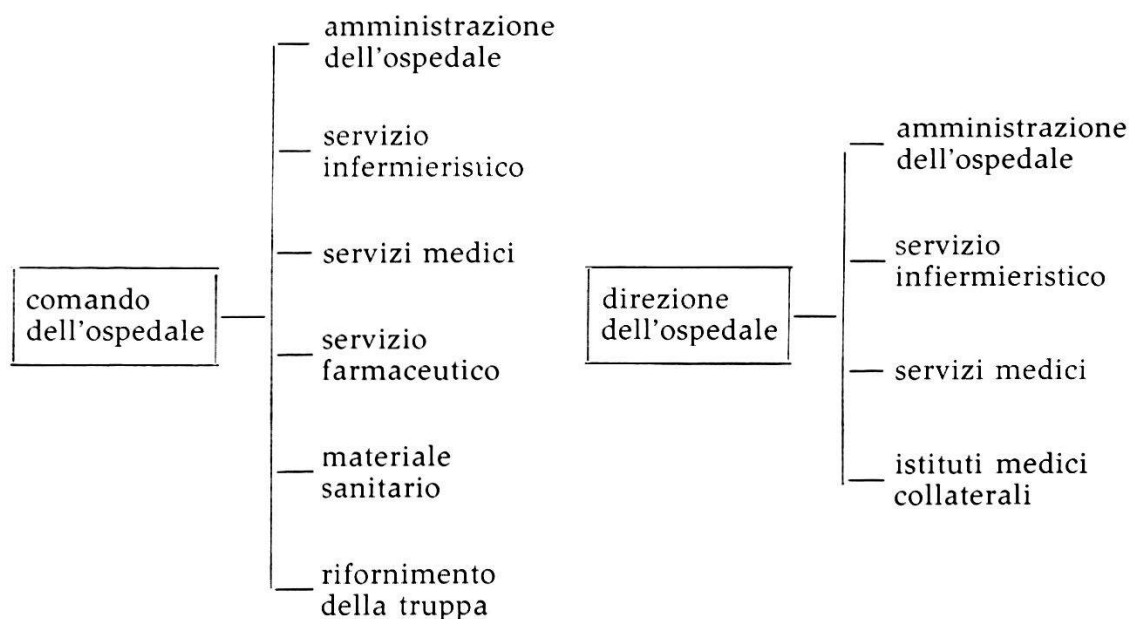 comando
dell'ospedale
amministrazione
dell'ospedale
servizio
infermieristico
servizi medici
servizio
farmaceutico
materiale
sanitario
rifornimento
della truppa
direzione
dell'ospedale
amministrazione
dell'ospedale
servizio
infiermieristico
servizi medici
istituti medici
collaterali